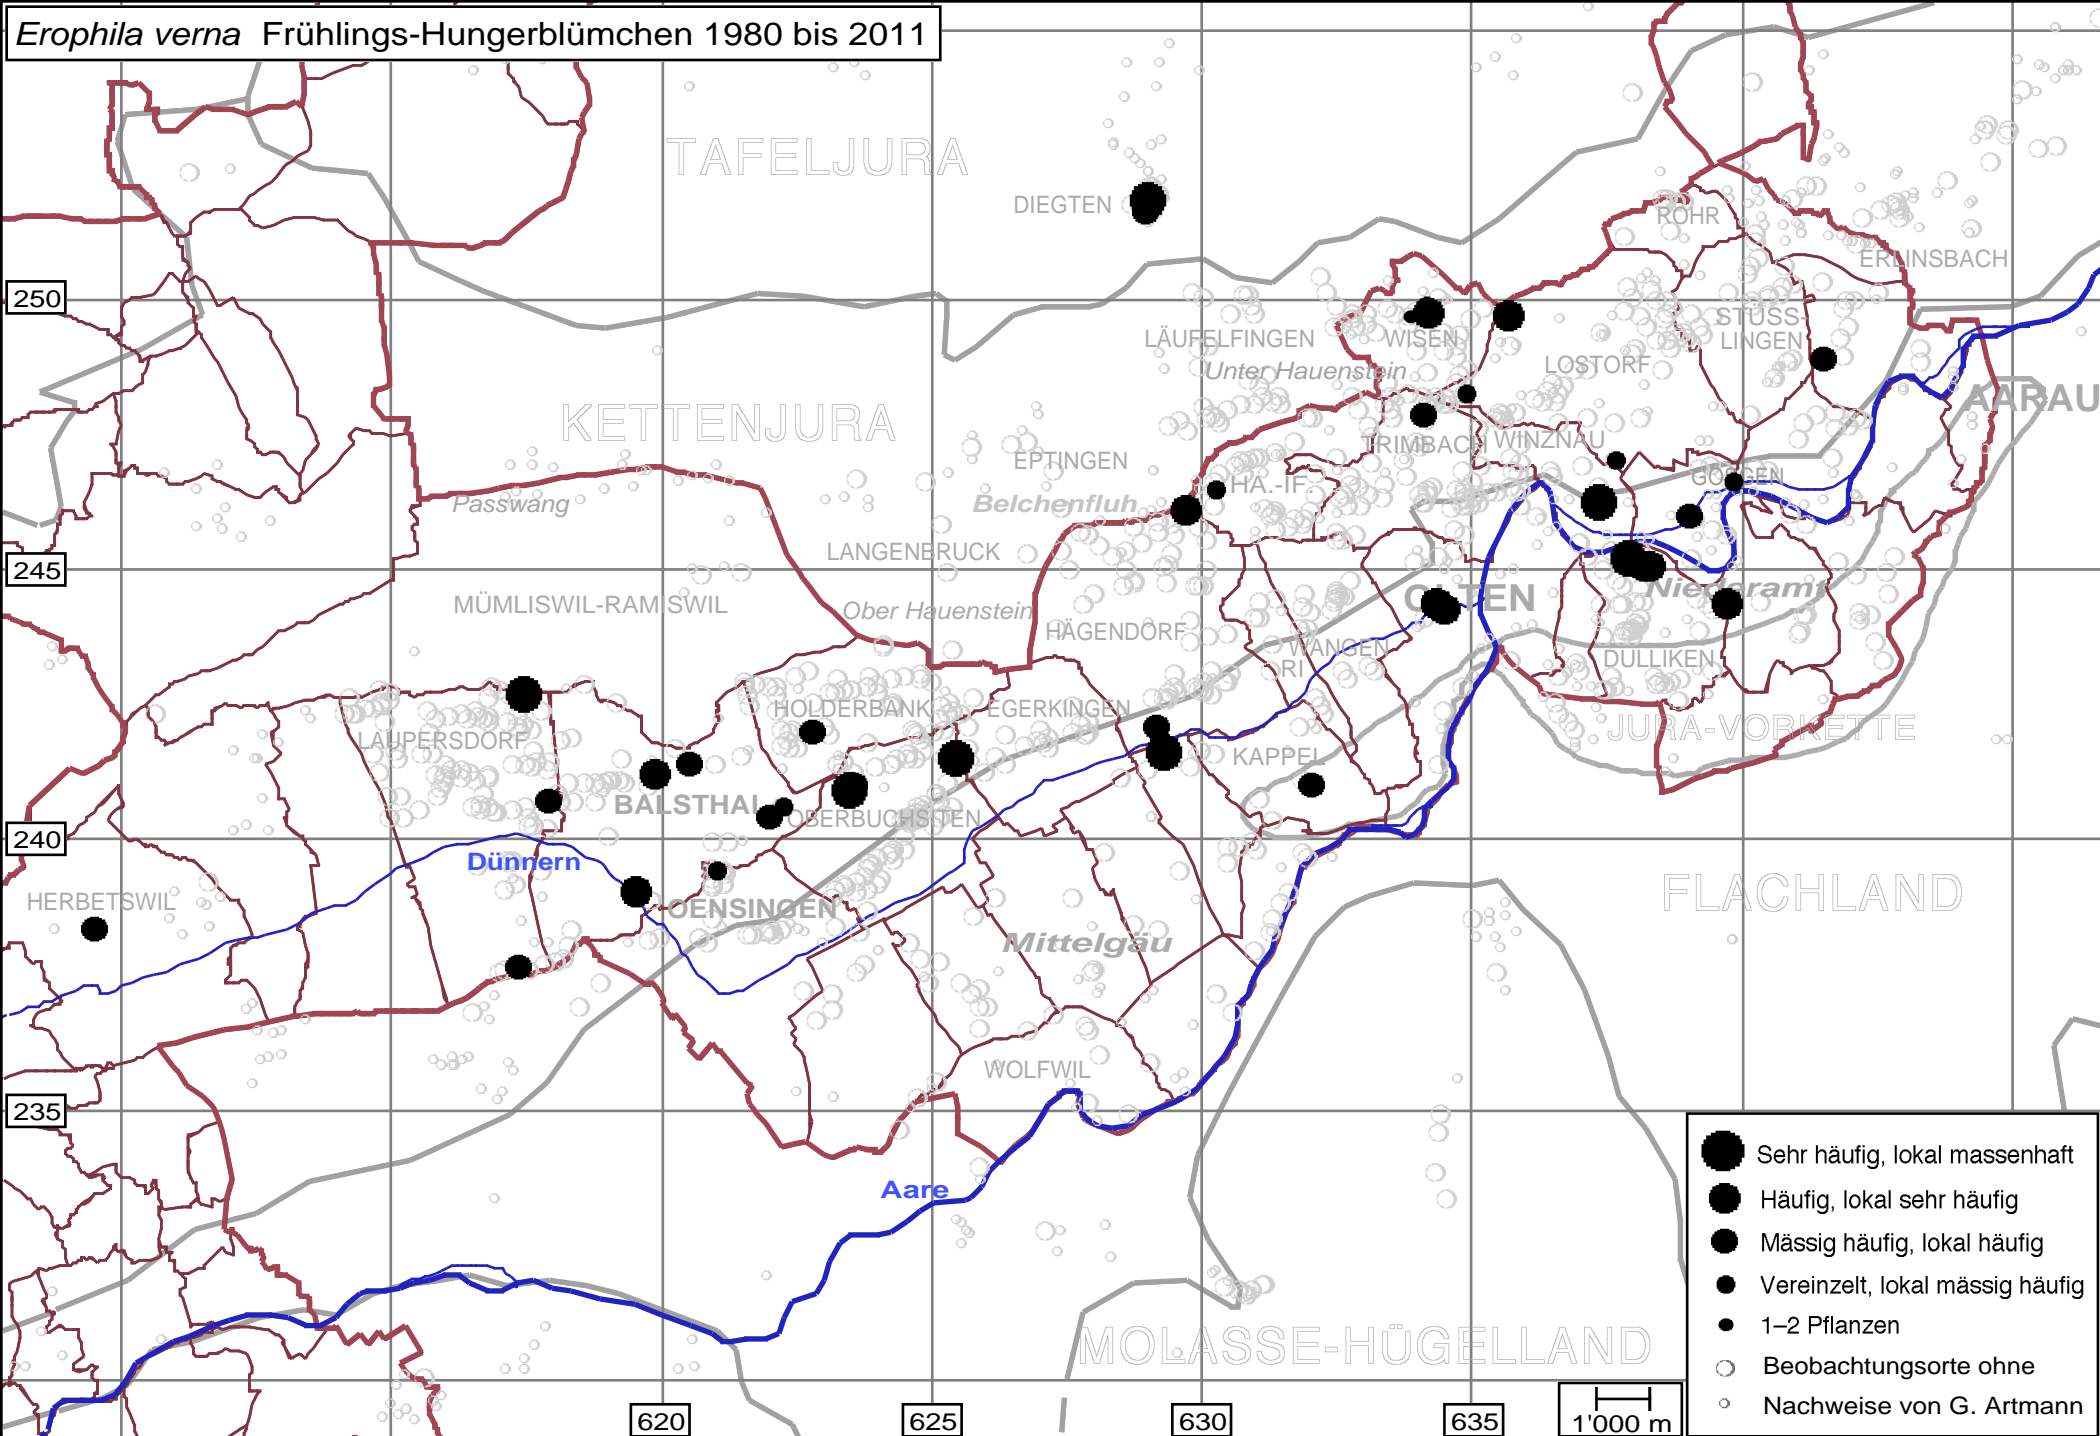 Erophila verna Frühlings-Hungerblümchen 1980 bis 2011
TAFELJURA
DIEGTEN
ROHR
ERLINSBACH
250
LÄUFELFINGEN
WISEN
STÜSS-
LINGEN
Unter Hauenstein
LOSTORF
AARAU
KETTENJURA
TRIMBACH
WINZNAU
EPTINGEN
GÖSGEN
HA.-IF.
Passwang
Belchenfluh
LANGENBRUCK
245
MÜMLISWIL-RAMISWIL
Ober Hauenstein
OLTEN
Niederamt
HÄGENDORF
WANGEN
RI
DULLIKEN
HOLDERBANK
EGERKINGEN
LAUPERSDORF
JURA-VORKETTE
KAPPEL
BALSTHAL
OBERBUCHSITEN
240
Dünnern
HERBETSWIL
OENSINGEN
FLACHLAND
Mittelgäu
WOLFWIL
235
Aare
MOLASSE-HÜGELLAND
Sehr häufig, lokal massenhaft
Häufig, lokal sehr häufig
Mässig häufig, lokal häufig
Vereinzelt, lokal mässig häufig
1–2 Pflanzen
Beobachtungsorte ohne
Nachweise von G. Artmann
620
625
630
635
1'000 m